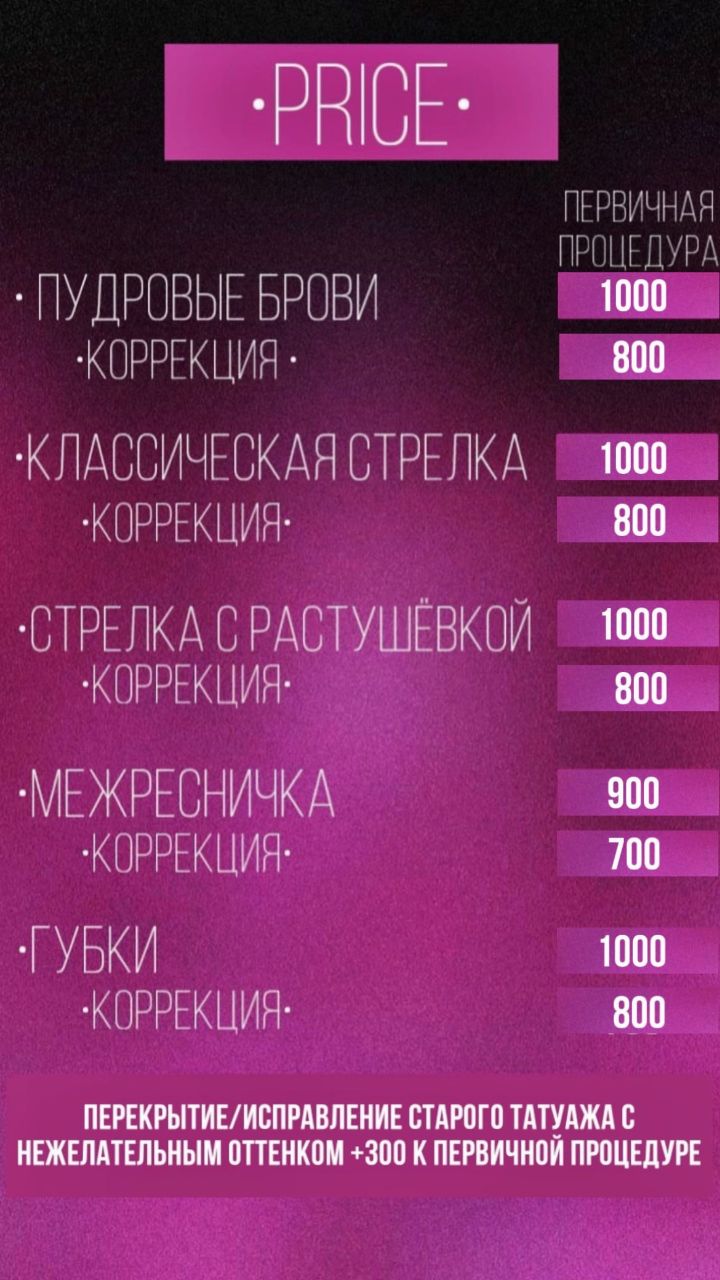 •PRICE•
ПЕРВИЧНАЯ
ПРОЦЕДУРА
• ПУДРОВЫЕ БРОВИ 1000
•КОРРЕКЦИЯ • 800
•КЛАССИЧЕСКАЯ СТРЕЛКА 1000
•КОРРЕКЦИЯ• 800
•СТРЕЛКА С РАСТУШЁВКОЙ 1000
•КОРРЕКЦИЯ• 800
•МЕЖРЕСНИЧКА 900
•КОРРЕКЦИЯ• 700
•ГУБКИ 1000
•КОРРЕКЦИЯ• 800
ПЕРЕКРЫТИЕ/ИСПРАВЛЕНИЕ СТАРОГО ТАТУАЖА С
НЕЖЕЛАТЕЛЬНЫМ ОТТЕНКОМ +300 К ПЕРВИЧНОЙ ПРОЦЕДУРЕ